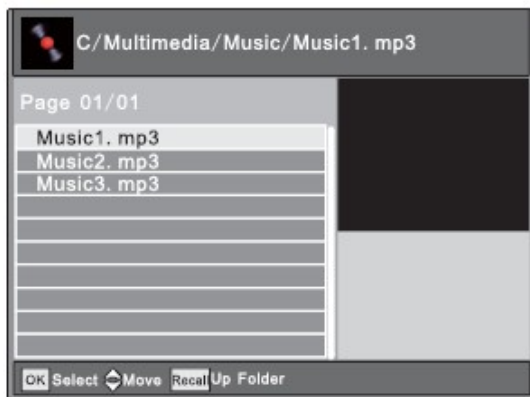 C/Multimedia/Music/Music1. mp3
Page 01/01
Music1. mp3
Music2. mp3
Music3. mp3
OK Select Move Recall Up Folder